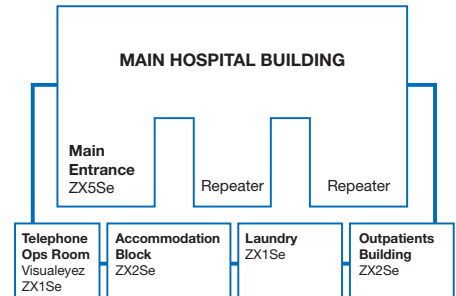 MAIN HOSPITAL BUILDING
Main
Entrance
ZX5Se
Repeater
Repeater
Telephone
Ops Room
Visualeyez
ZX1Se
Accommodation
Block
ZX2Se
Laundry
ZX1Se
Outpatients
Building
ZX2Se